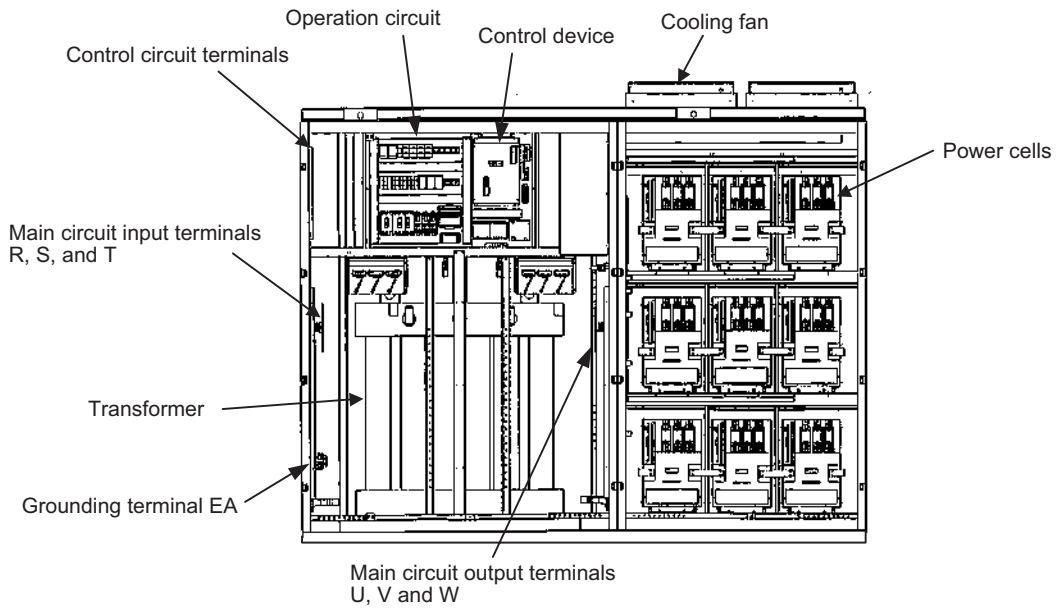 Operation circuit
Cooling fan
Control device
Control circuit terminals
Power cells
Main circuit input terminals
R, S, and T
Transformer
Grounding terminal EA
Main circuit output terminals
U, V and W